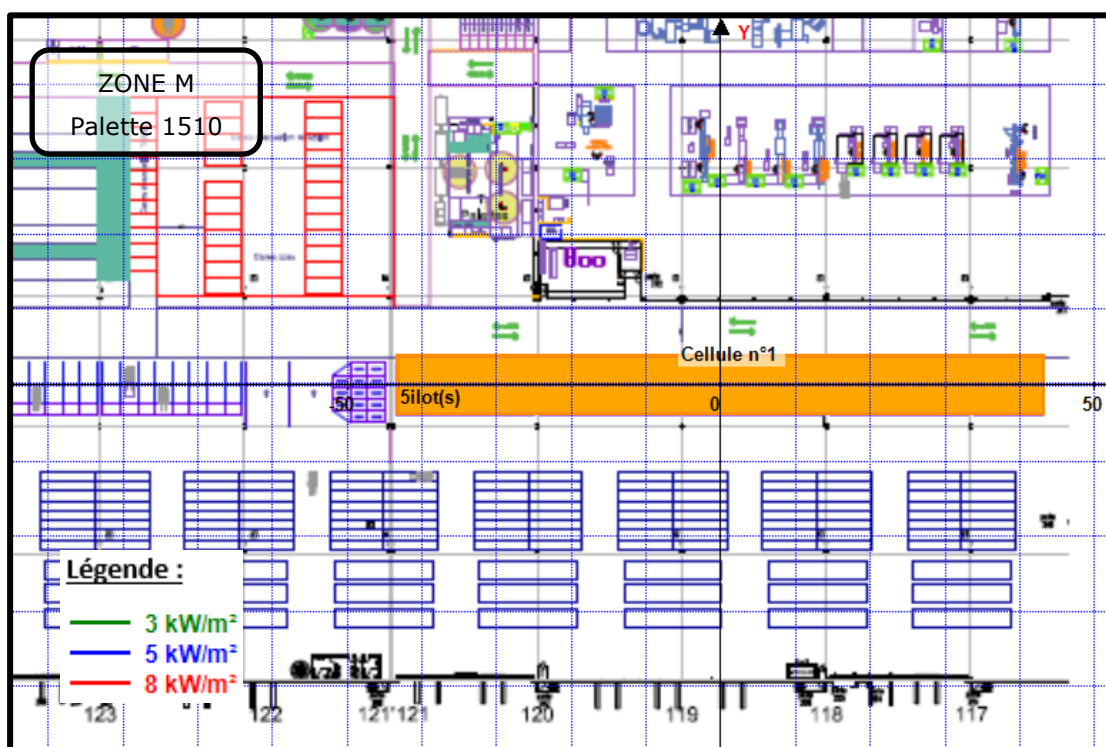 Y
ZONE M
Palette 1510
Cellule n°1
5ilot(s)
-50
0
50
Légende :
3 kW/m²
5 kW/m²
8 kW/m²
123
122
121'121
120
119
118
117